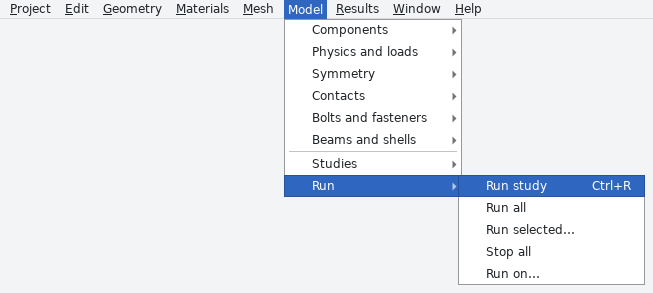 Project Edit Geometry Materials Mesh Model Results Window Help
Components
Physics and loads
Symmetry
Contacts
Bolts and fasteners
Beams and shells
Studies
Run
Run study Ctrl+R
Run all
Run selected...
Stop all
Run on...